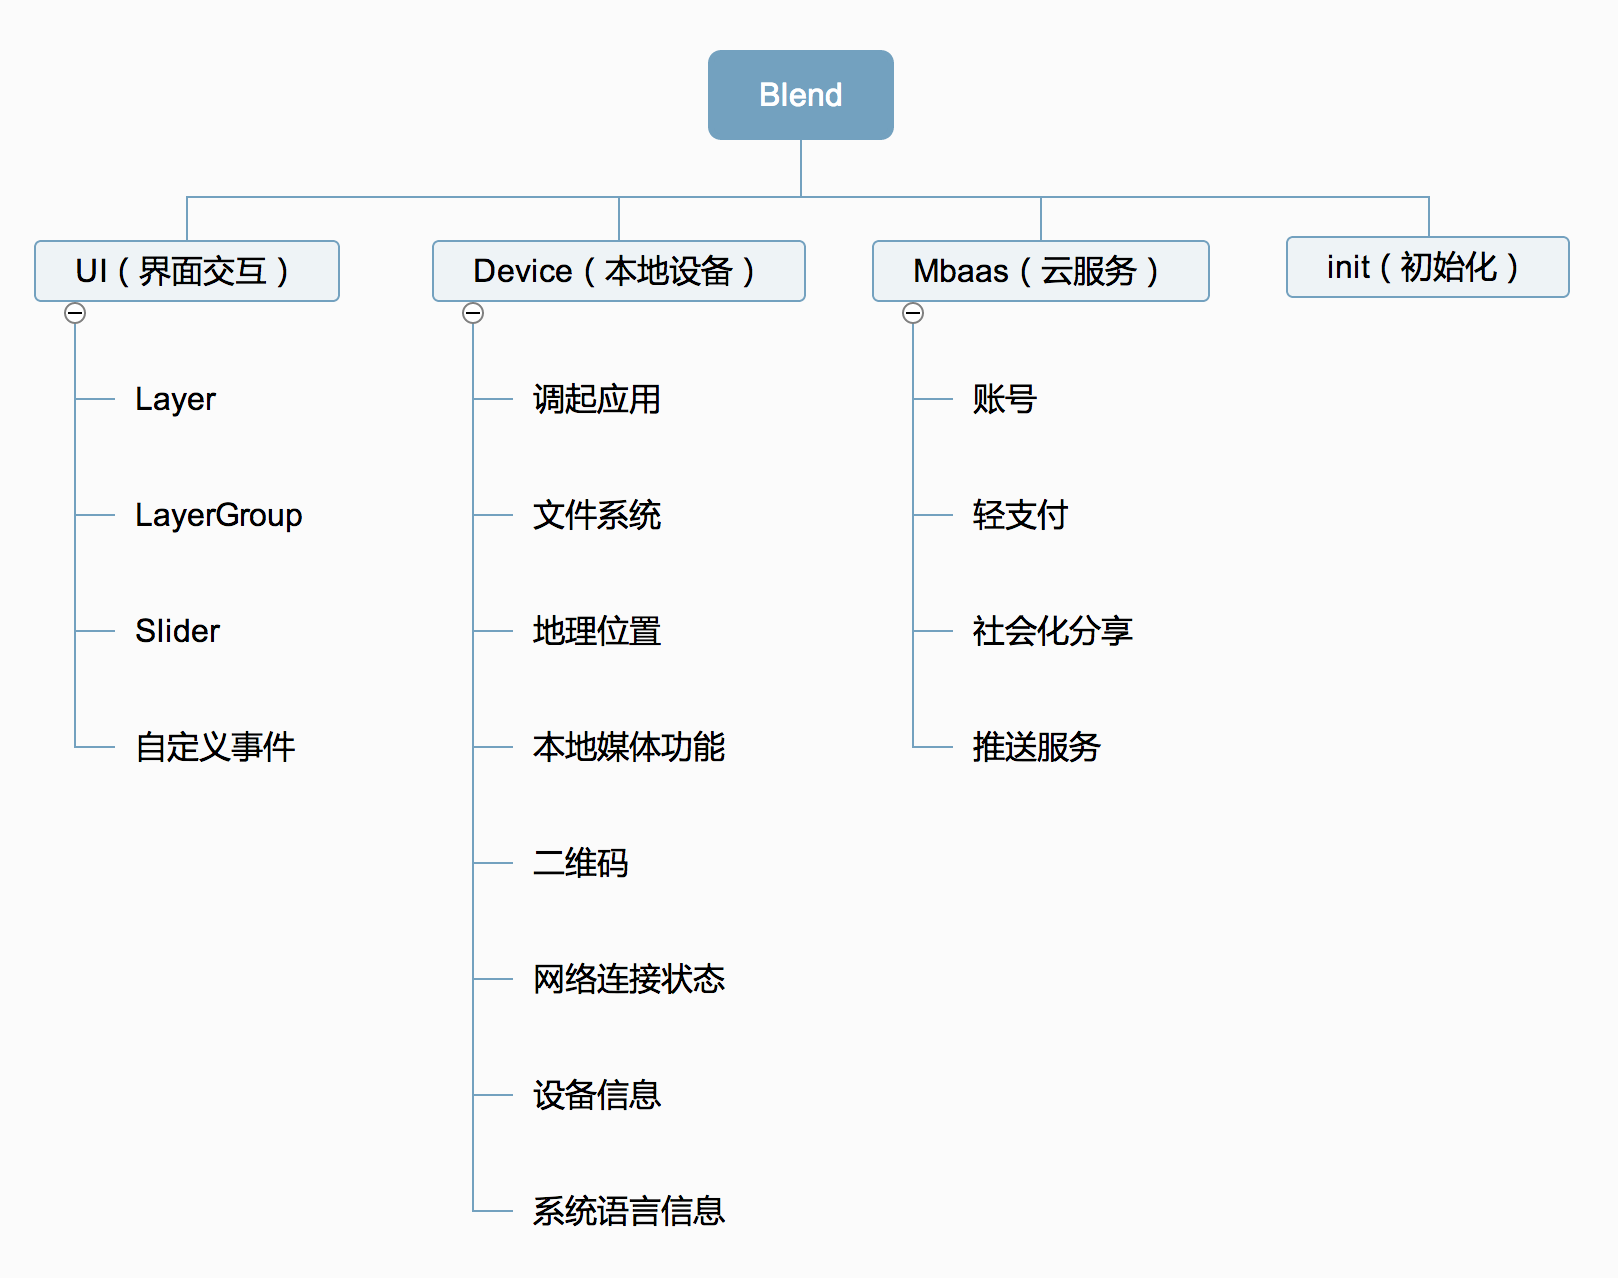 Blend
UI（界面交互）
Device（本地设备）
Mbaas（云服务）
init（初始化）
Layer
LayerGroup
Slider
自定义事件
调起应用
文件系统
地理位置
本地媒体功能
二维码
网络连接状态
设备信息
系统语言信息
账号
轻支付
社会化分享
推送服务